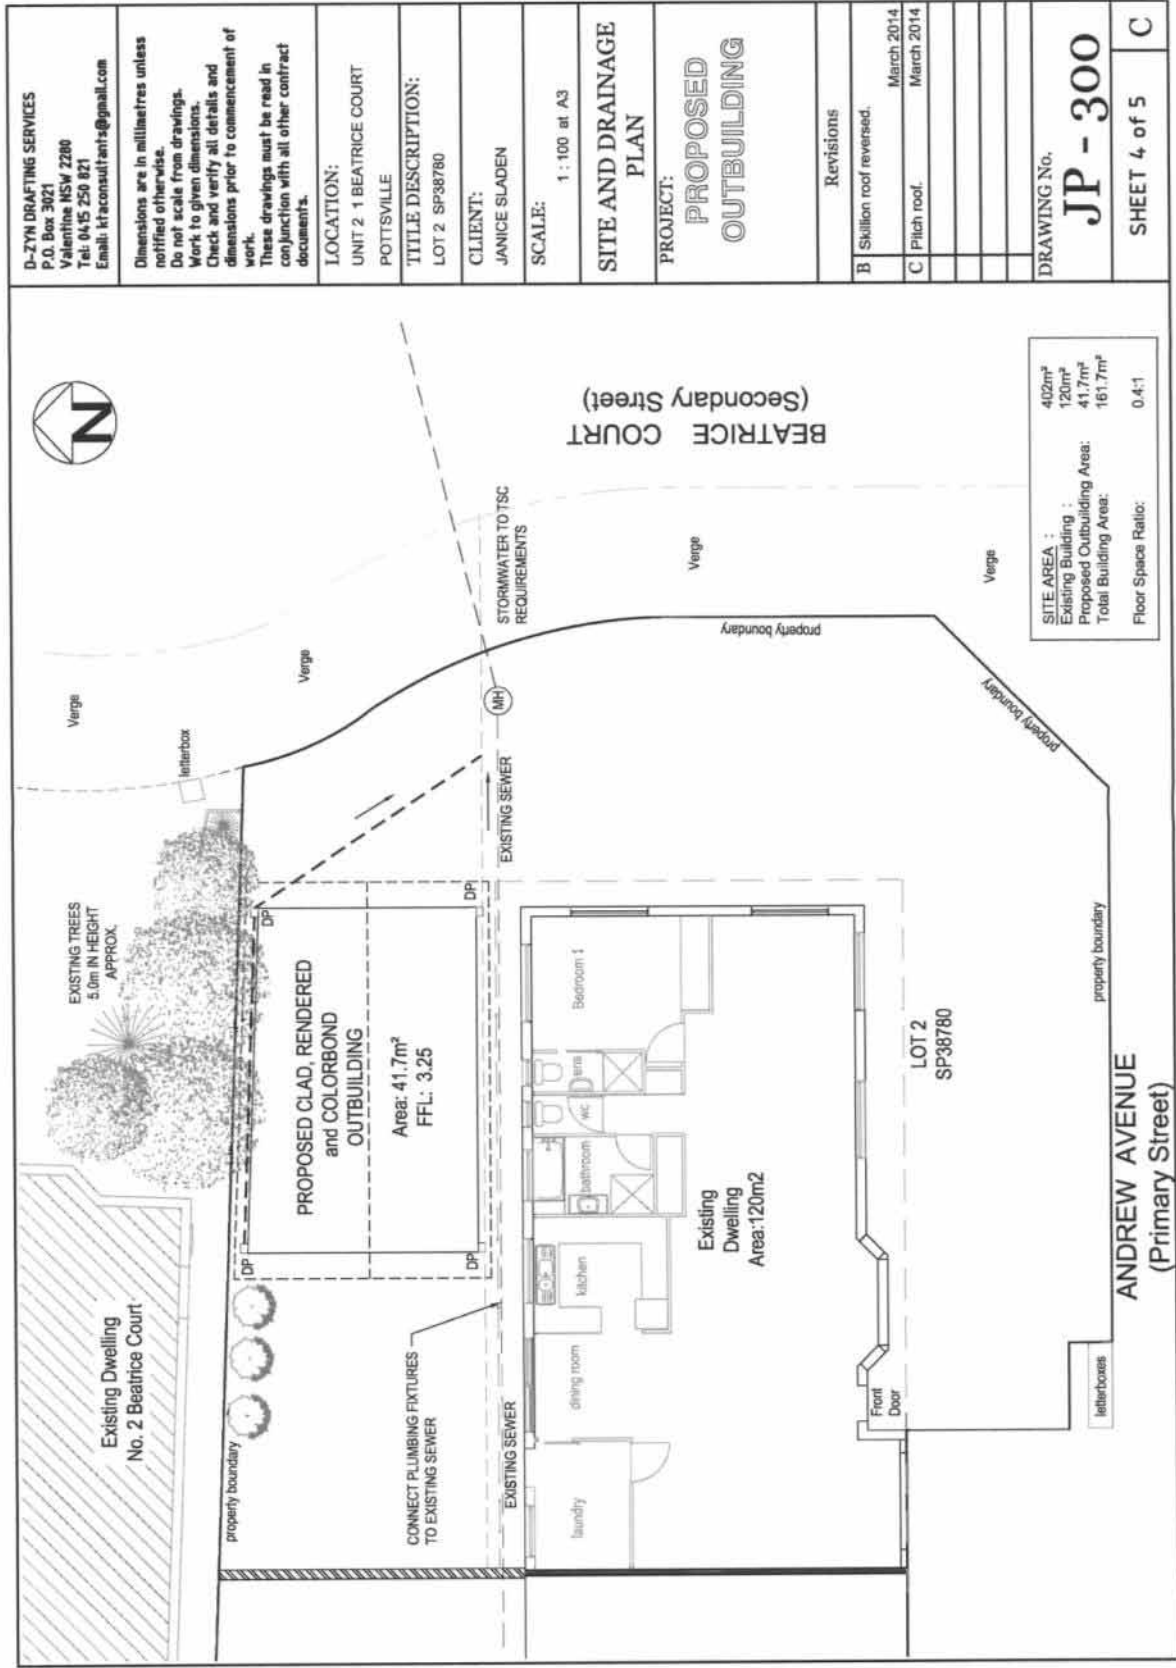 D-ZYN DRAFTING SERVICES
P.O. Box 3021
Valentine NSW 2280
Tel: 0415 250 821
Email: ktaconsultants@gmail.com
Dimensions are in millimetres unless
notified otherwise.
Do not scale from drawings.
Work to given dimensions.
Check and verify all details and
dimensions prior to commencement of
work.
These drawings must be read in
conjunction with all other contract
documents.
LOCATION:
UNIT 2 1 BEATRICE COURT
POTTSVILLE
TITLE DESCRIPTION:
LOT 2 SP38780
CLIENT:
JANICE SLADEN
SCALE:
1 : 100 at A3
SITE AND DRAINAGE
PLAN
PROJECT:
PROPOSED
OUTBUILDING
Revisions
B Skillion roof reversed.
March 2014
C Pitch roof. March 2014
DRAWING No.
JP - 300
SHEET 4 of 5 C
N
BEATRICE COURT
(Secondary Street)
Verge
Verge
Verge
Verge
letterbox
EXISTING TREES
5.0m IN HEIGHT
APPROX.
STORMWATER TO TSC
REQUIREMENTS
MH
EXISTING SEWER
property boundary
property boundary
property boundary
property boundary
DP
DP
DP
DP
PROPOSED CLAD, RENDERED
and COLORBOND
OUTBUILDING
Area: 41.7m²
FFL: 3.25
Existing Dwelling
No. 2 Beatrice Court
CONNECT PLUMBING FIXTURES
TO EXISTING SEWER
EXISTING SEWER
Bedroom 1
ens
wc
bathroom
kitchen
dining room
laundry
Existing
Dwelling
Area:120m2
Front
Door
LOT 2
SP38780
letterboxes
ANDREW AVENUE
(Primary Street)
SITE AREA : 402m²
Existing Building : 120m²
Proposed Outbuilding Area: 41.7m²
Total Building Area: 161.7m²
Floor Space Ratio: 0.4:1